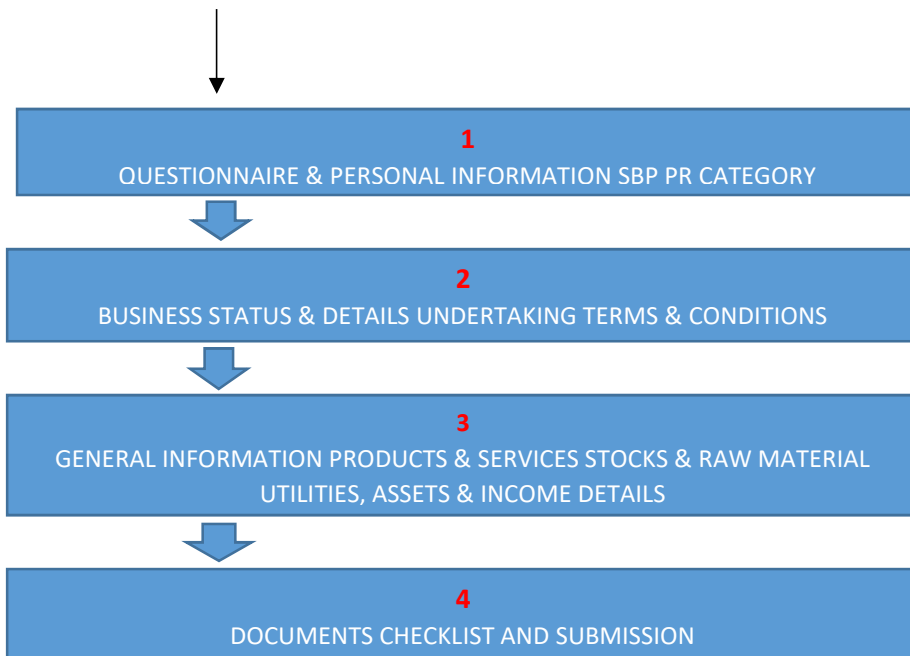 1
QUESTIONNAIRE & PERSONAL INFORMATION SBP PR CATEGORY
2
BUSINESS STATUS & DETAILS UNDERTAKING TERMS & CONDITIONS
3
GENERAL INFORMATION PRODUCTS & SERVICES STOCKS & RAW MATERIAL
UTILITIES, ASSETS & INCOME DETAILS
4
DOCUMENTS CHECKLIST AND SUBMISSION